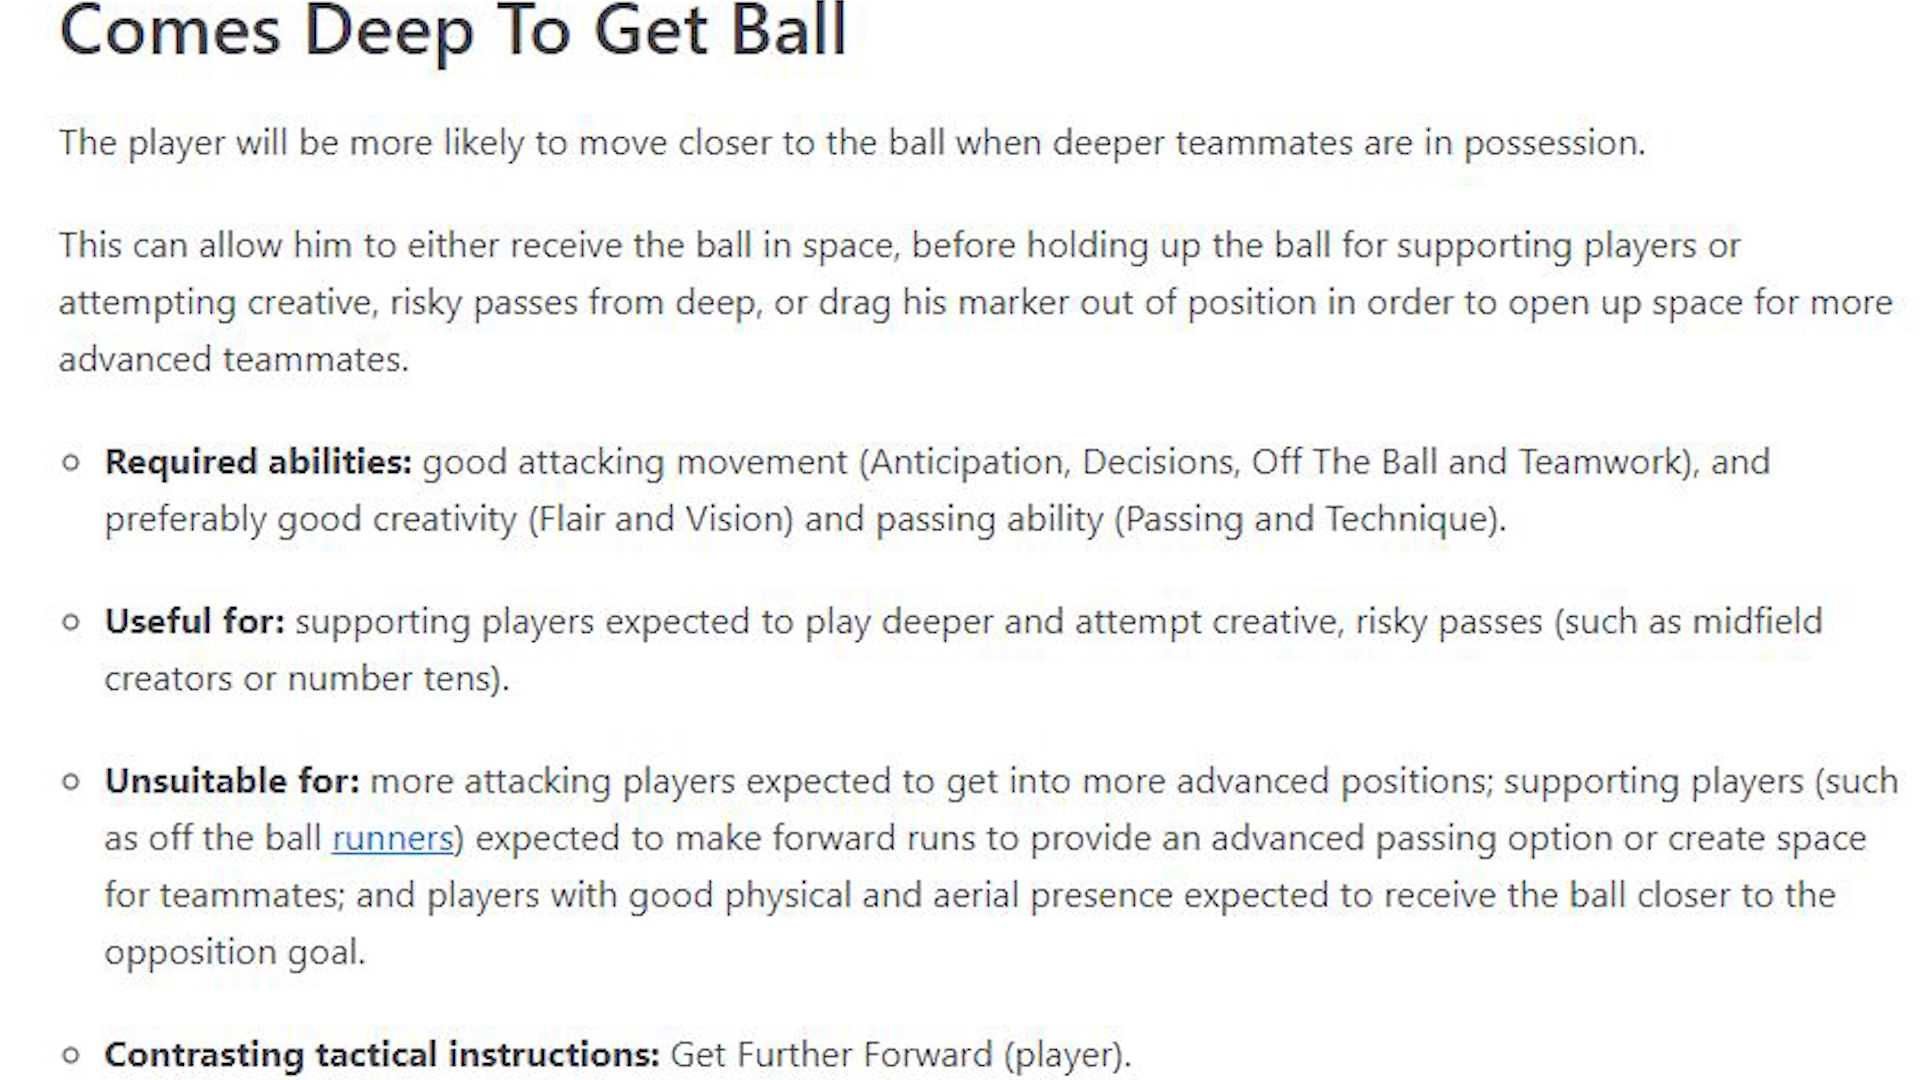 Comes Deep To Get Ball
The player will be more likely to move closer to the ball when deeper teammates are in possession.
This can allow him to either receive the ball in space, before holding up the ball for supporting players or
attempting creative, risky passes from deep, or drag his marker out of position in order to open up space for more
advanced teammates.
Required abilities: good attacking movement (Anticipation, Decisions, Off The Ball and Teamwork), and
preferably good creativity (Flair and Vision) and passing ability (Passing and Technique).
Useful for: supporting players expected to play deeper and attempt creative, risky passes (such as midfield
creators or number tens).
Unsuitable for: more attacking players expected to get into more advanced positions; supporting players (such
as off the ball runners) expected to make forward runs to provide an advanced passing option or create space
for teammates; and players with good physical and aerial presence expected to receive the ball closer to the
opposition goal.
Contrasting tactical instructions: Get Further Forward (player).